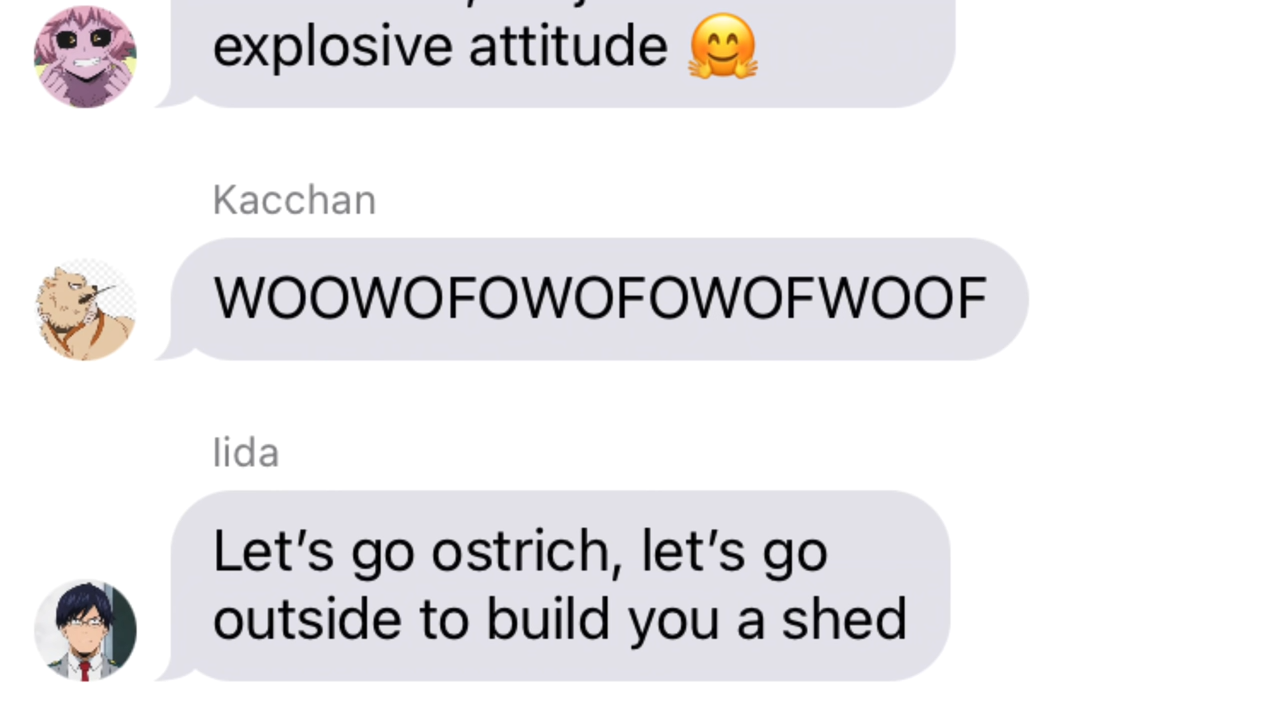 explosive attitude 🤗
Kacchan
WOOWOFOWOFOWOFWOOF
Iida
Let’s go ostrich, let’s go
outside to build you a shed